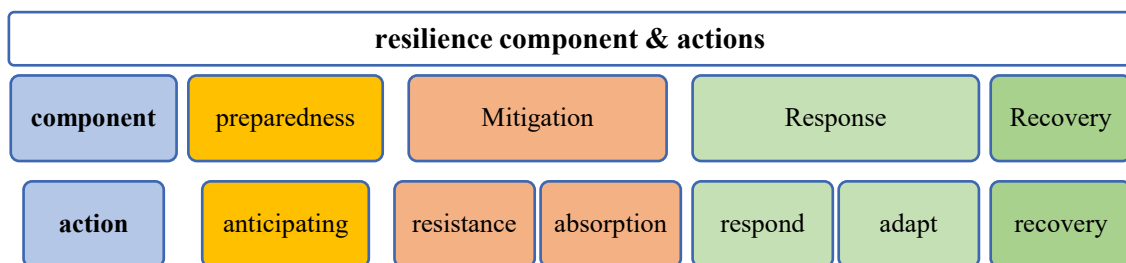 resilience component & actions
component preparedness Mitigation Response Recovery
action anticipating resistance absorption respond adapt recovery